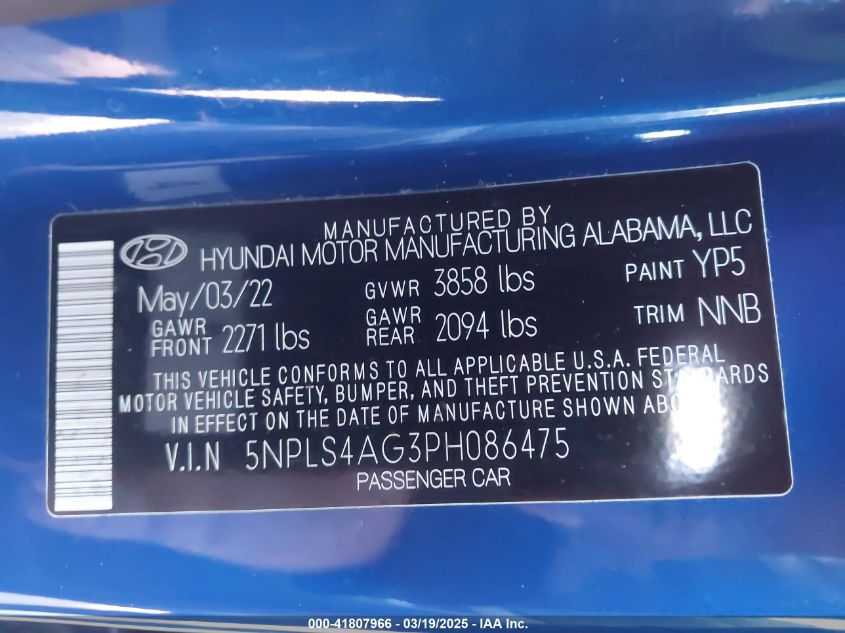 MANUFACTURED BY
HYUNDAI MOTOR MANUFACTURING ALABAMA, LLC
May/03/22 GVWR 3858 lbs PAINT YP5
GAWR FRONT 2271 lbs GAWR REAR 2094 lbs TRIM NNB
THIS VEHICLE CONFORMS TO ALL APPLICABLE U.S.A. FEDERAL
MOTOR VEHICLE SAFETY, BUMPER, AND THEFT PREVENTION STANDARDS
IN EFFECT ON THE DATE OF MANUFACTURE SHOWN ABOVE
V.I.N 5NPLS4AG3PH086475
PASSENGER CAR
000-41807966 - 03/19/2025 - IAA Inc.